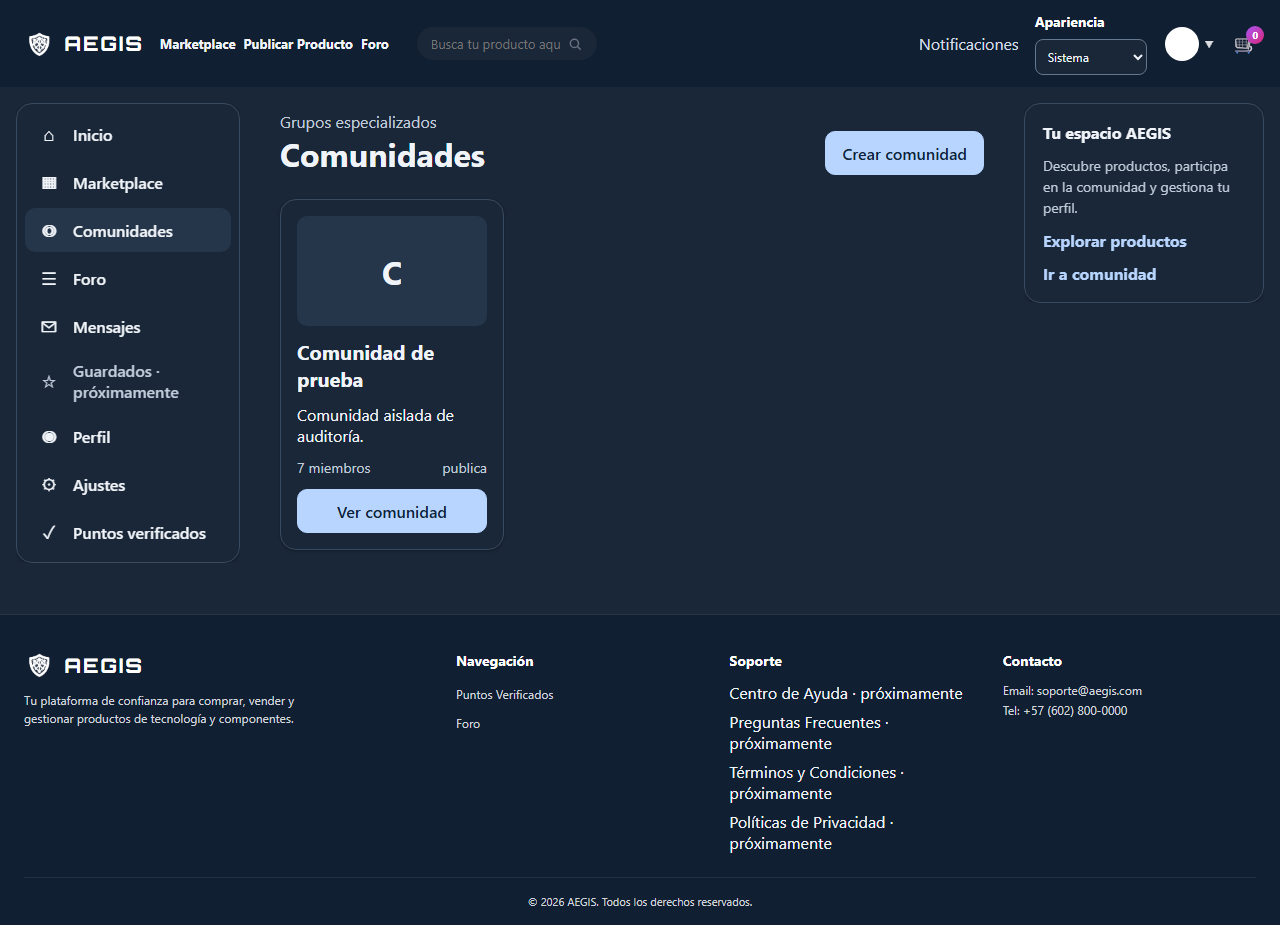 AEGIS
Marketplace Publicar Producto Foro
Busca tu producto aqu
Notificaciones
Apariencia
Sistema
0
Inicio
Marketplace
Comunidades
Foro
Mensajes
Guardados ·
próximamente
Perfil
Ajustes
Puntos verificados
Grupos especializados
Comunidades
Crear comunidad
C
Comunidad de
prueba
Comunidad aislada de
auditoría.
7 miembros publica
Ver comunidad
Tu espacio AEGIS
Descubre productos, participa
en la comunidad y gestiona tu
perfil.
Explorar productos
Ir a comunidad
AEGIS
Tu plataforma de confianza para comprar, vender y
gestionar productos de tecnología y componentes.
Navegación
Puntos Verificados
Foro
Soporte
Centro de Ayuda · próximamente
Preguntas Frecuentes ·
próximamente
Términos y Condiciones ·
próximamente
Políticas de Privacidad ·
próximamente
Contacto
Email: soporte@aegis.com
Tel: +57 (602) 800-0000
© 2026 AEGIS. Todos los derechos reservados.